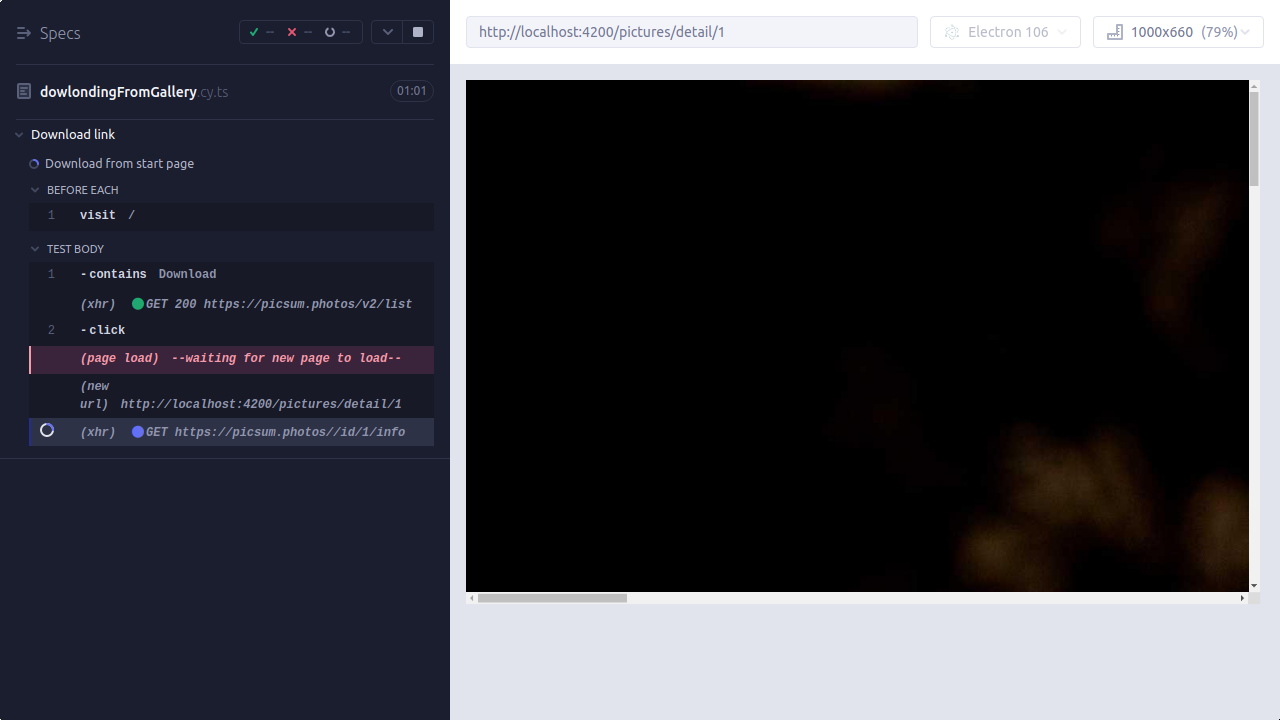 Specs
-- -- --
dowlondingFromGallery.cy.ts 01:01
Download link
Download from start page
BEFORE EACH
1 visit /
TEST BODY
1 -contains Download
(xhr) GET 200 https://picsum.photos/v2/list
2 -click
(page load) --waiting for new page to load--
(new
url) http://localhost:4200/pictures/detail/1
(xhr) GET https://picsum.photos//id/1/info
http://localhost:4200/pictures/detail/1
Electron 106
1000x660 (79%)